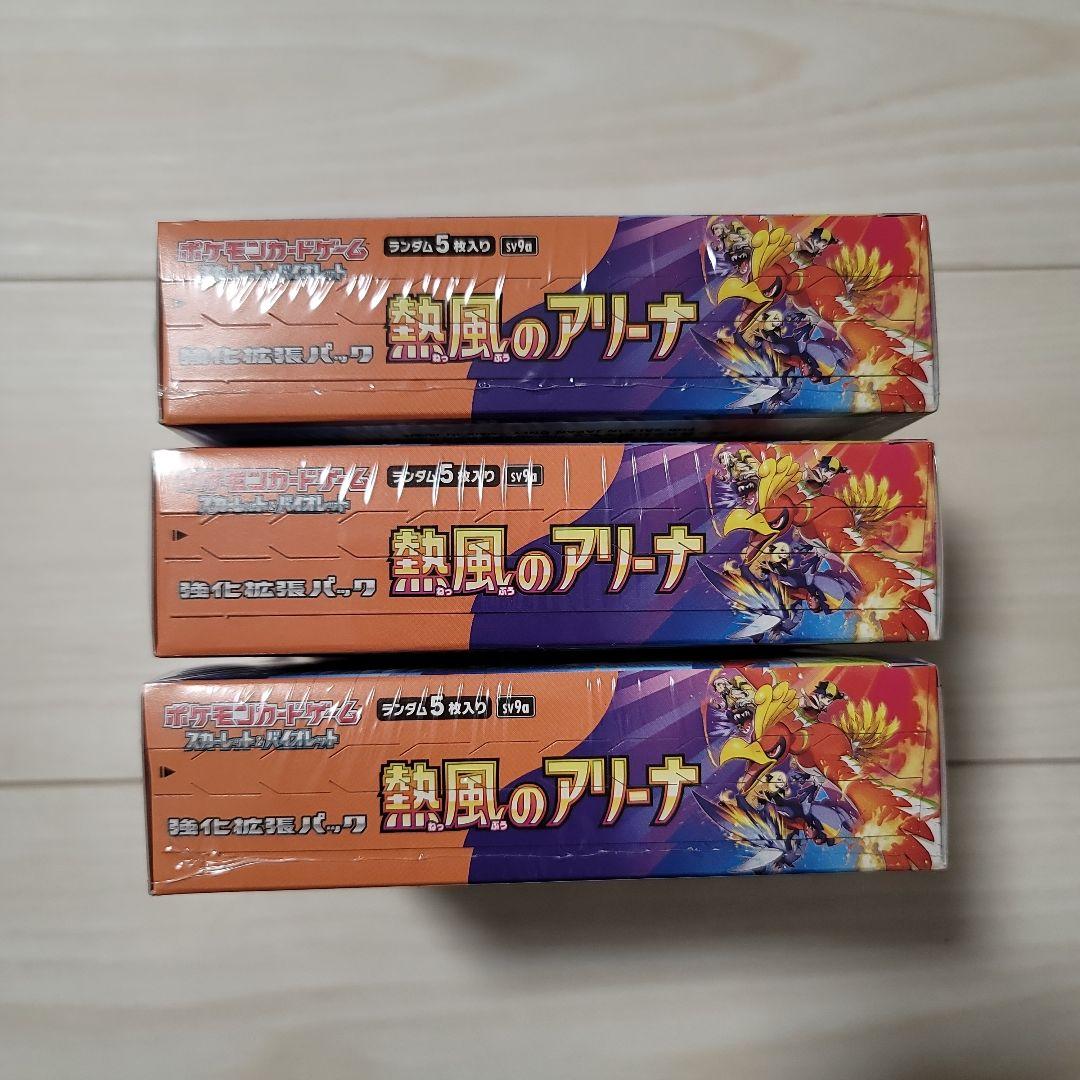 ポケモンカードゲーム
スカーレット&バイオレット
ランダム5枚入り sv9a
強化拡張パック
熱風のアリーナ
ねっ ぷう
ポケモンカードゲーム
スカーレット&バイオレット
ランダム5枚入り sv9a
強化拡張パック
熱風のアリーナ
ねっ ぷう
ポケモンカードゲーム
スカーレット&バイオレット
ランダム5枚入り sv9a
強化拡張パック
熱風のアリーナ
ねっ ぷう